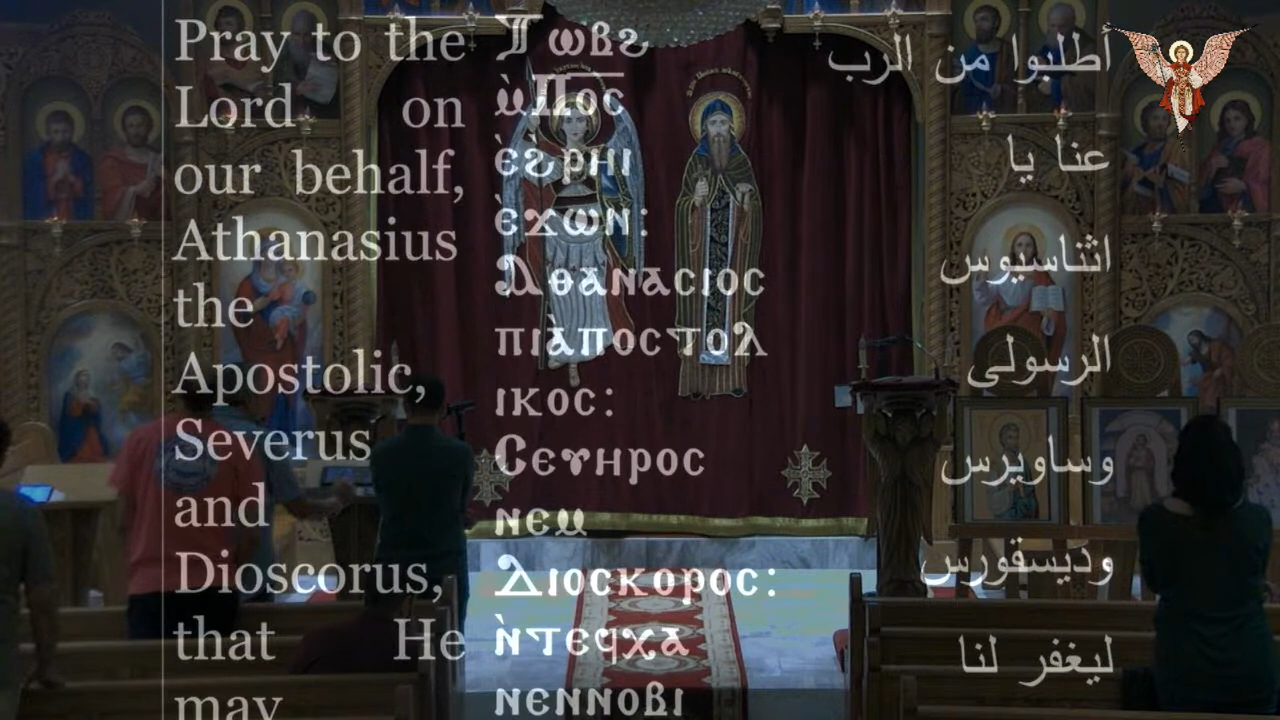 Pray to the
Lord on
our behalf,
Athanasius
the
Apostolic,
Severus
and
Dioscorus,
that He
may
Ⲧⲱⲃϩ
ⲙ̀Ⲡ̅ⲟ̅ⲥ̅
ⲉ̀ϩⲣⲏⲓ
ⲉ̀ϫⲱⲛ:
Ⲁⲑⲁⲛⲁⲥⲓⲟⲥ
ⲡⲓⲁ̀ⲡⲟⲥⲧⲟⲗ
ⲓⲕⲟⲥ:
Ⲥⲉⲩⲏⲣⲟⲥ
ⲛⲉⲙ
Ⲇⲓⲟⲥⲕⲟⲣⲟⲥ:
ⲛ̀ⲧⲉϥⲭⲁ
ⲛⲉⲛⲛⲟⲃⲓ
أطلبوا من الرب
عنا يا
اثناسيوس
الرسولى
وساويرس
وديسقورس
ليغفر لنا